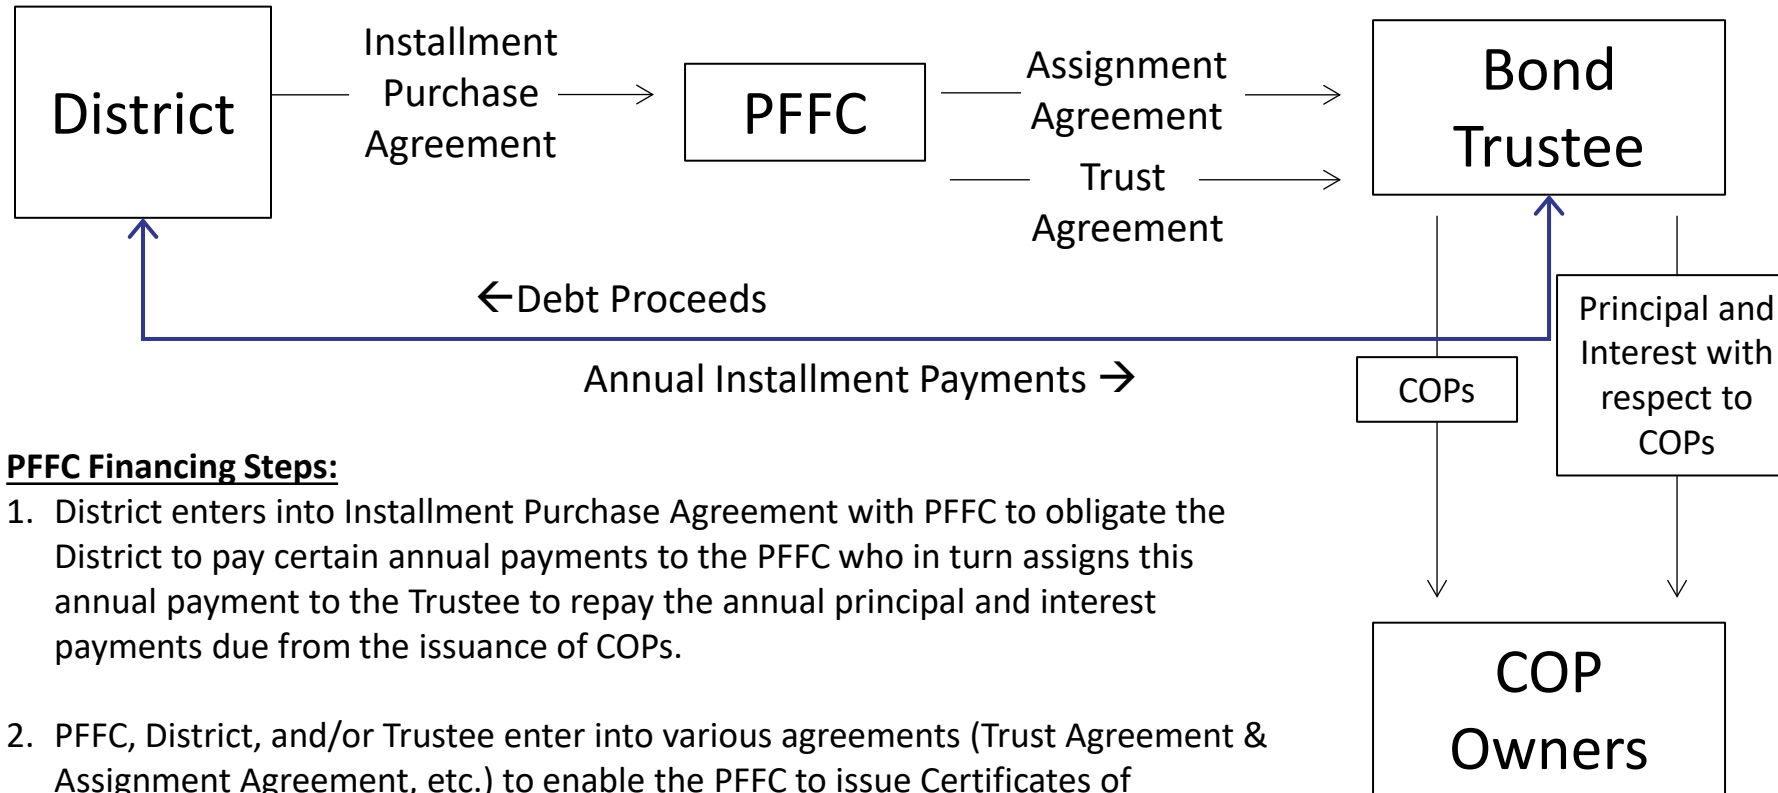 District
Installment
Purchase
Agreement
PFFC
Assignment
Agreement
Trust
Agreement
Bond
Trustee
←Debt Proceeds
Annual Installment Payments →
COPs
Principal and
Interest with
respect to
COPs
COP
Owners
PFFC Financing Steps:
1. District enters into Installment Purchase Agreement with PFFC to obligate the
District to pay certain annual payments to the PFFC who in turn assigns this
annual payment to the Trustee to repay the annual principal and interest
payments due from the issuance of COPs.
2. PFFC, District, and/or Trustee enter into various agreements (Trust Agreement &
Assignment Agreement, etc.) to enable the PFFC to issue Certificates of